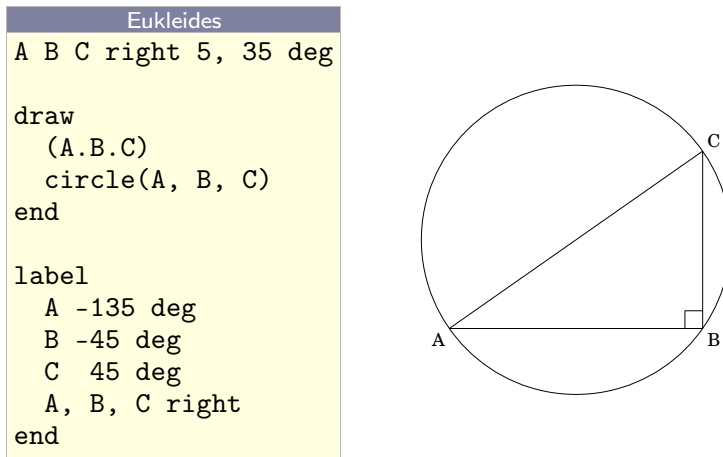 Eukleides
A B C right 5, 35 deg
draw
(A.B.C)
circle(A, B, C)
end
label
A -135 deg
B -45 deg
C 45 deg
A, B, C right
end
C
A
B